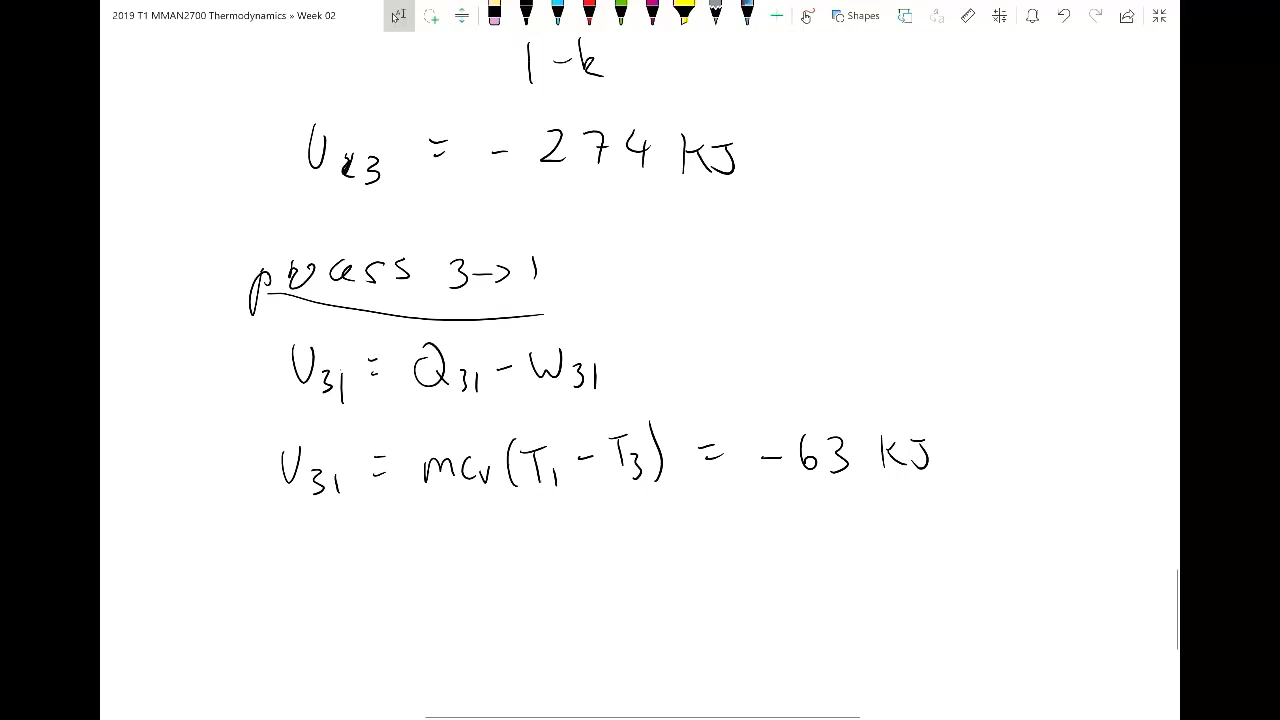 2019 T1 MMAN2700 Thermodynamics » Week 02
Shapes
1-k
U23 = - 274 KJ
process 3→1
U31 = Q31 - W31
U31 = mcv(T1 - T3) = -63 KJ